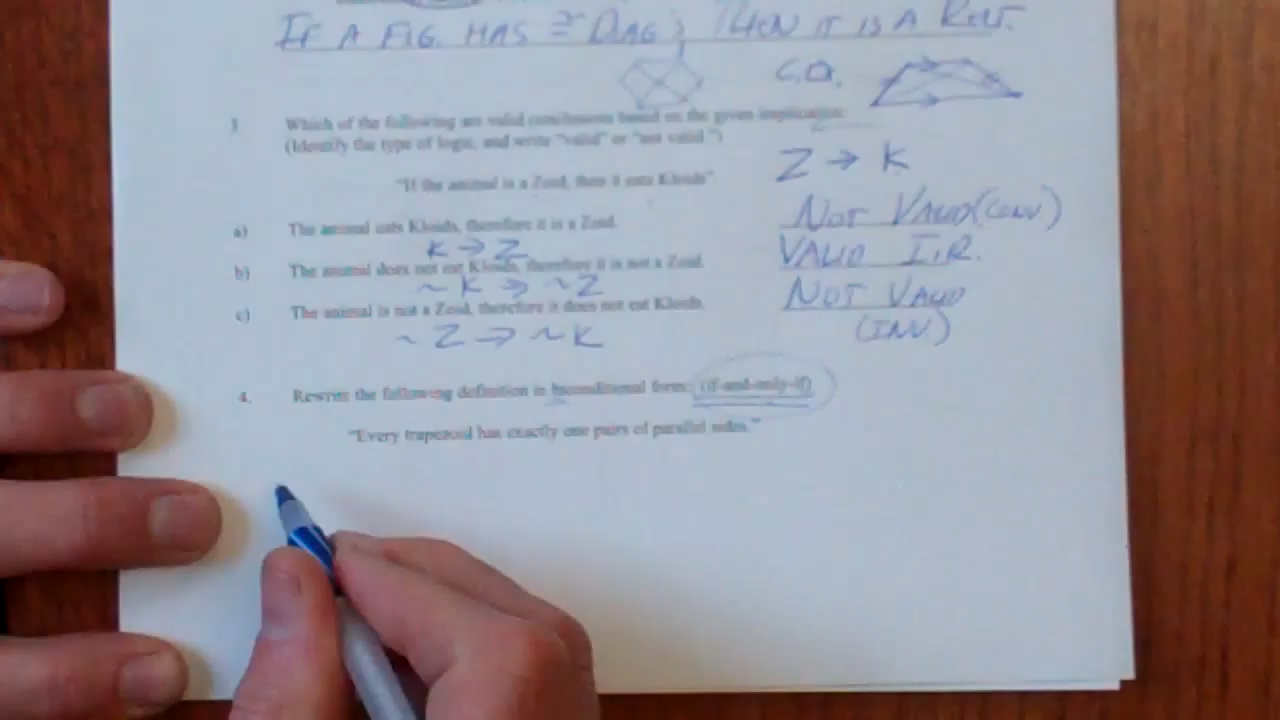 IF A FIG. HAS ≅ DIAG; THEN IT IS A RECT.
C.D.
3 Which of the following are valid conclusions based on the given implication:
(Identify the type of logic, and write "valid" or "not valid.")
Z → K
"If the animal is a Zoid, then it eats Kloids"
a) The animal eats Kloids, therefore it is a Zoid. NOT VALID (CONV)
K → Z
b) The animal does not eat Kloids, therefore it is not a Zoid. VALID I.R.
~K → ~Z
c) The animal is not a Zoid, therefore it does not eat Kloids. NOT VALID
~Z → ~K (INV.)
4. Rewrite the following definition in biconditional form: (if-and-only-if)
"Every trapezoid has exactly one pairs of parallel sides."